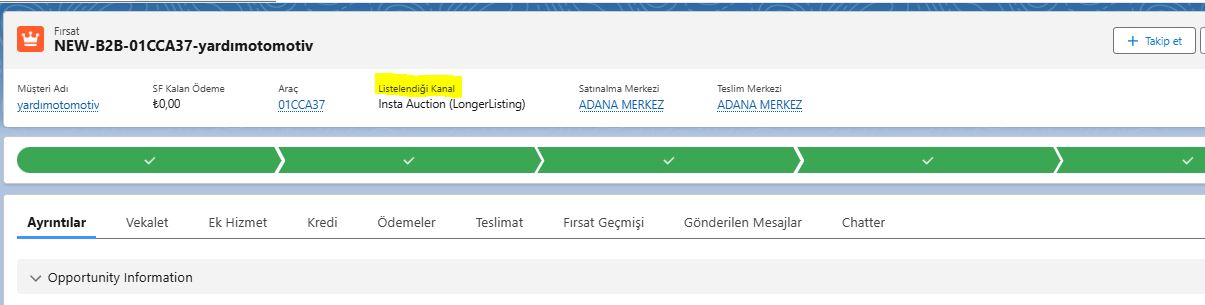 Fırsat
NEW-B2B-01CCA37-yardımotomotiv
+ Takip et
Müşteri Adı SF Kalan Ödeme Araç Listelendiği Kanal Satınalma Merkezi Teslim Merkezi
yardımotomotiv ₺0,00 01CCA37 Insta Auction (LongerListing) ADANA MERKEZ ADANA MERKEZ
Ayrıntılar Vekalet Ek Hizmet Kredi Ödemeler Teslimat Fırsat Geçmişi Gönderilen Mesajlar Chatter
Opportunity Information